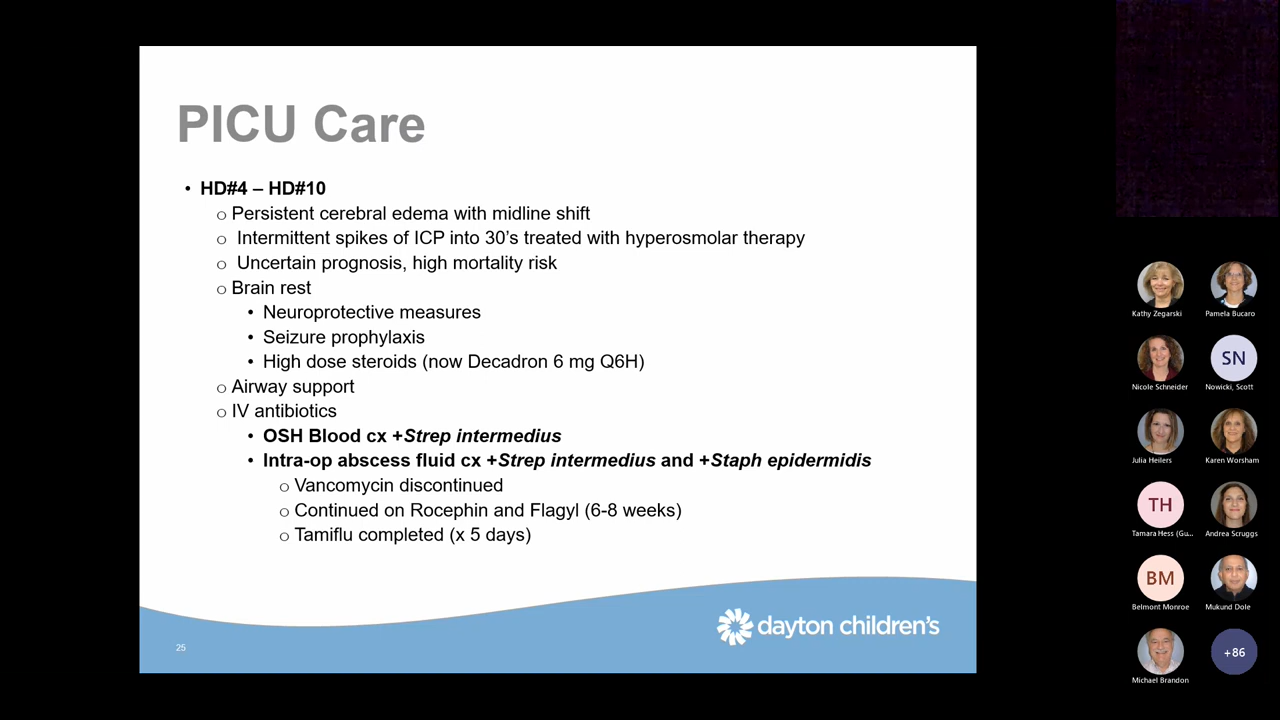 PICU Care
• HD#4 – HD#10
o Persistent cerebral edema with midline shift
o Intermittent spikes of ICP into 30's treated with hyperosmolar therapy
o Uncertain prognosis, high mortality risk
o Brain rest
• Neuroprotective measures
• Seizure prophylaxis
• High dose steroids (now Decadron 6 mg Q6H)
o Airway support
o IV antibiotics
• OSH Blood cx +Strep intermedius
• Intra-op abscess fluid cx +Strep intermedius and +Staph epidermidis
o Vancomycin discontinued
o Continued on Rocephin and Flagyl (6-8 weeks)
o Tamiflu completed (x 5 days)
25
dayton children's
Kathy Zegarski
Pamela Bucaro
Nicole Schneider
SN
Nowicki, Scott
Julia Heilers
Karen Worsham
TH
Tamara Hess (Gu...
Andrea Scruggs
BM
Belmont Monroe
Mukund Dole
Michael Brandon
+86